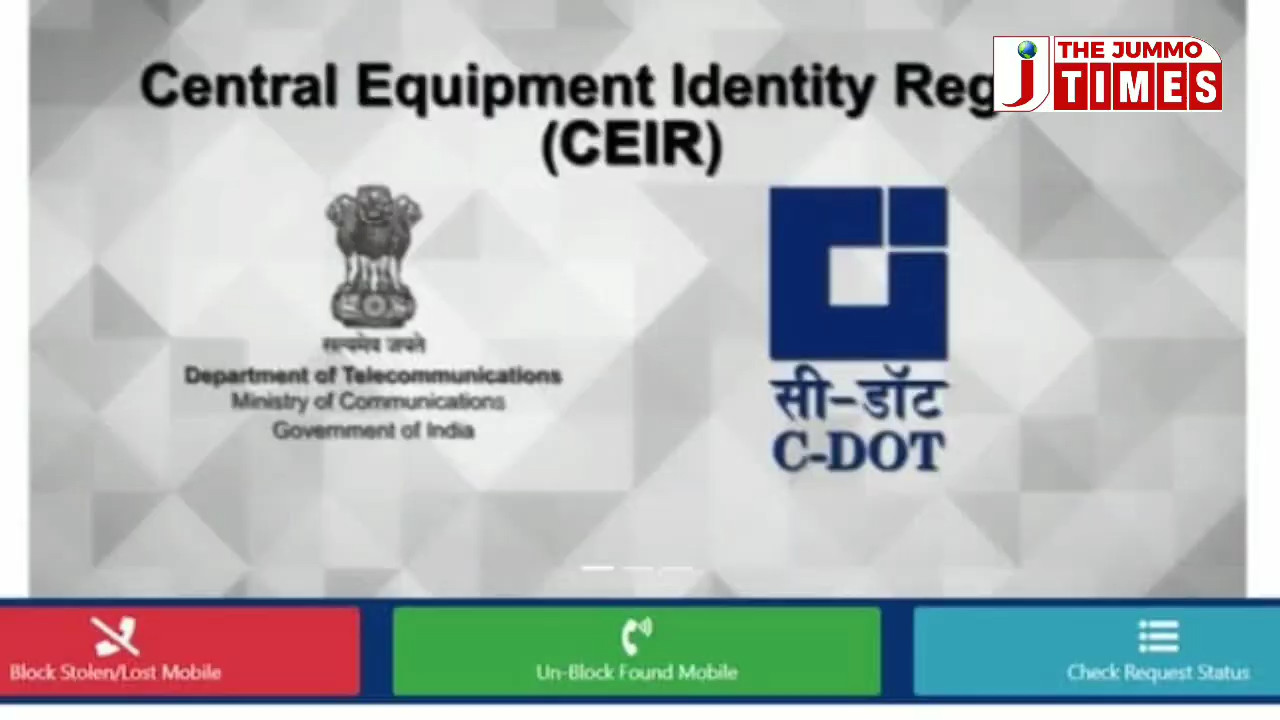 Central Equipment Identity Reg
(CEIR)
THE JUMMO
J TIMES
सत्यमेव जयते
Department of Telecommunications
Ministry of Communications
Government of India
सी-डॉट
C-DOT
Block Stolen/Lost Mobile
Un-Block Found Mobile
Check Request Status